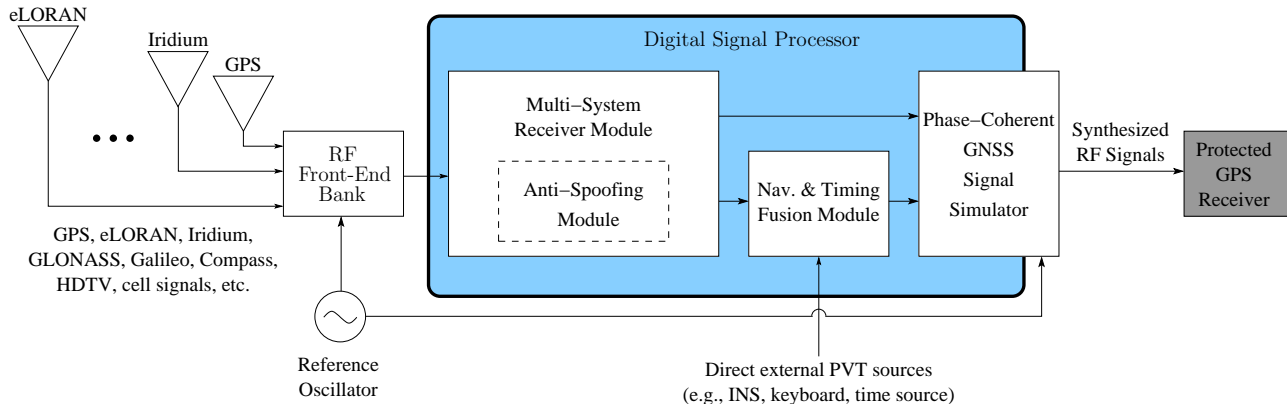 eLORAN
Iridium
GPS
Digital Signal Processor
RF
Front-End
Bank
Multi−System
Receiver Module
Anti−Spoofing
Module
Nav. & Timing
Fusion Module
Phase−Coherent
GNSS
Signal
Simulator
Synthesized
RF Signals
Protected
GPS
Receiver
GPS, eLORAN, Iridium,
GLONASS, Galileo, Compass,
HDTV, cell signals, etc.
Reference
Oscillator
Direct external PVT sources
(e.g., INS, keyboard, time source)